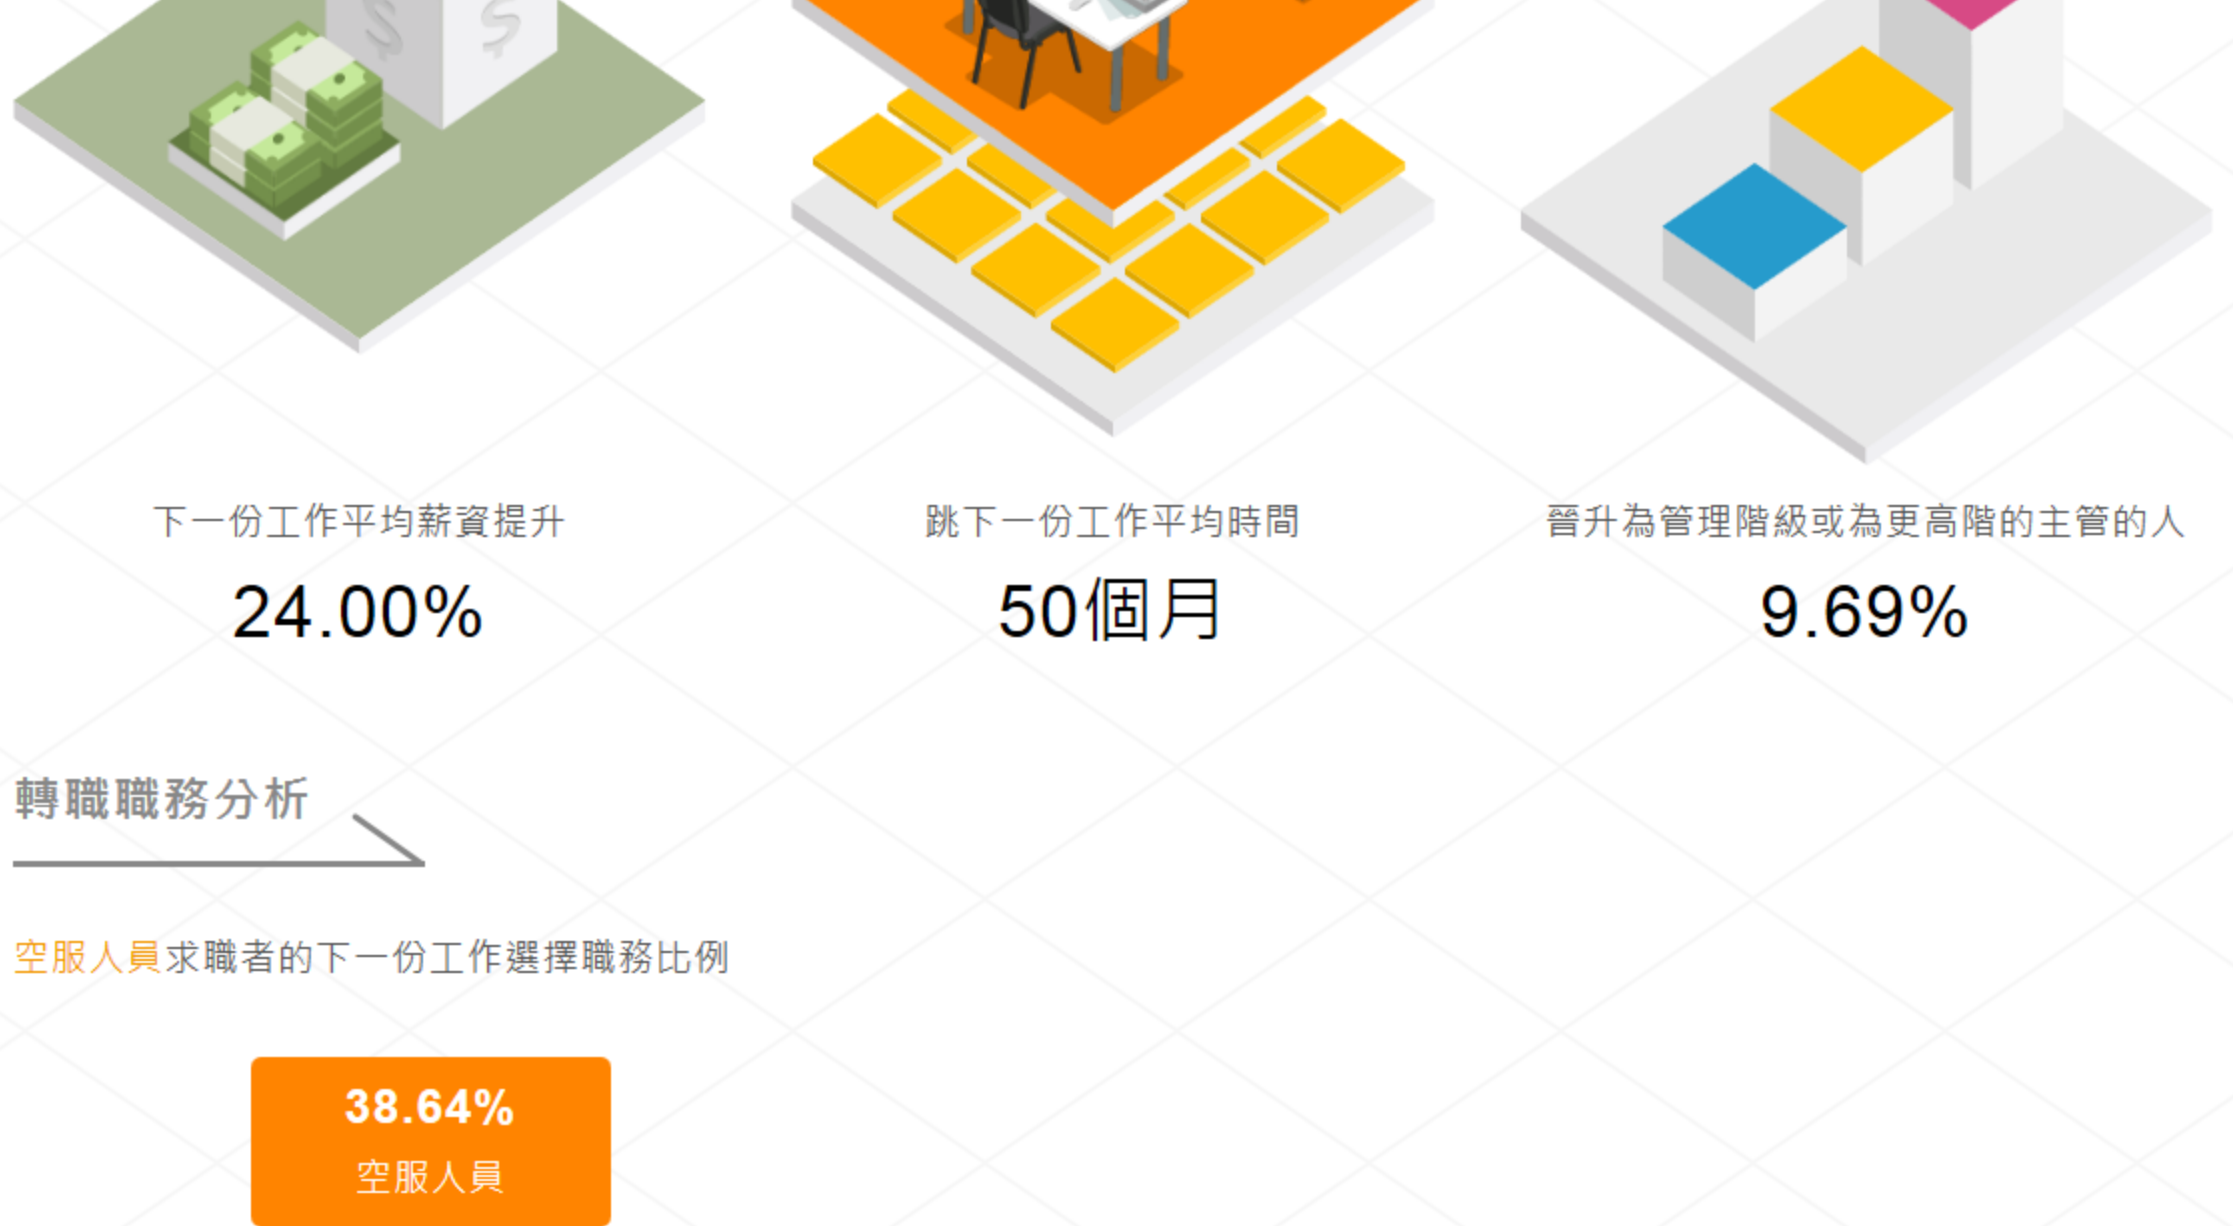 下一份工作平均薪資提升
24.00%
跳下一份工作平均時間
50個月
晉升為管理階級或為更高階的主管的人
9.69%
轉職職務分析
空服人員求職者的下一份工作選擇職務比例
38.64%
空服人員